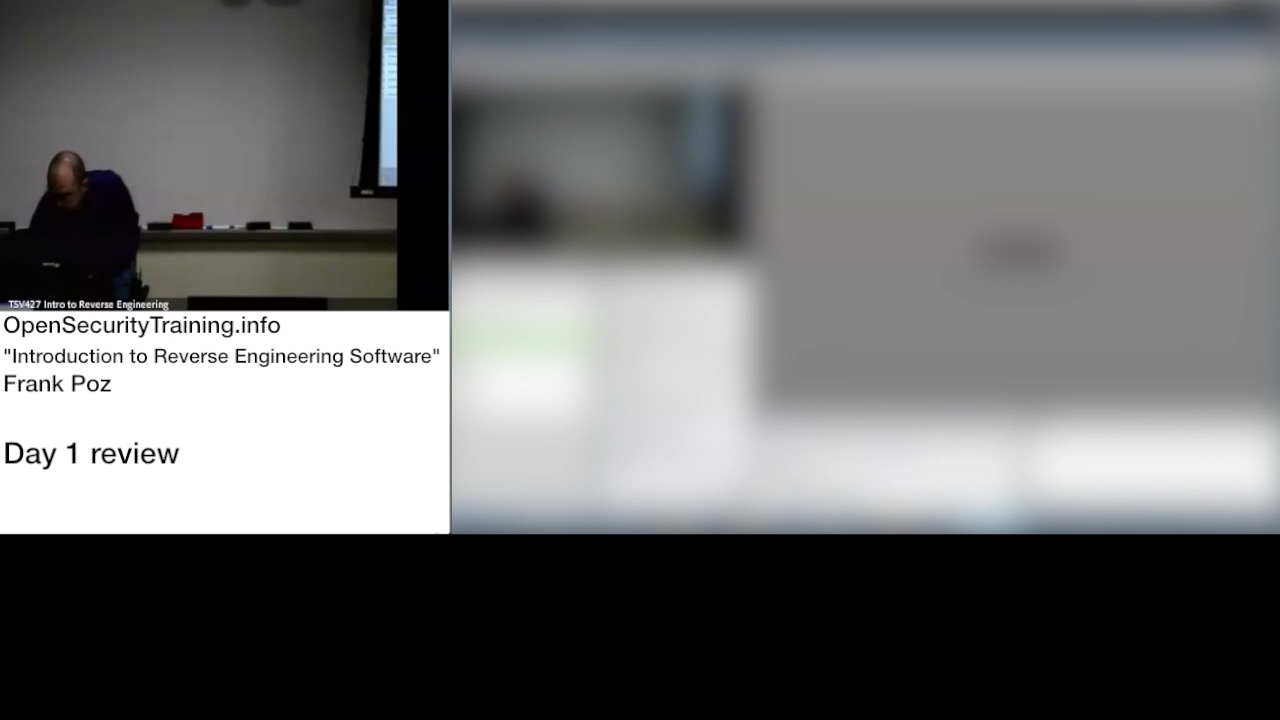 TSV427 Intro to Reverse Engineering
OpenSecurityTraining.info
"Introduction to Reverse Engineering Software"
Frank Poz
Day 1 review